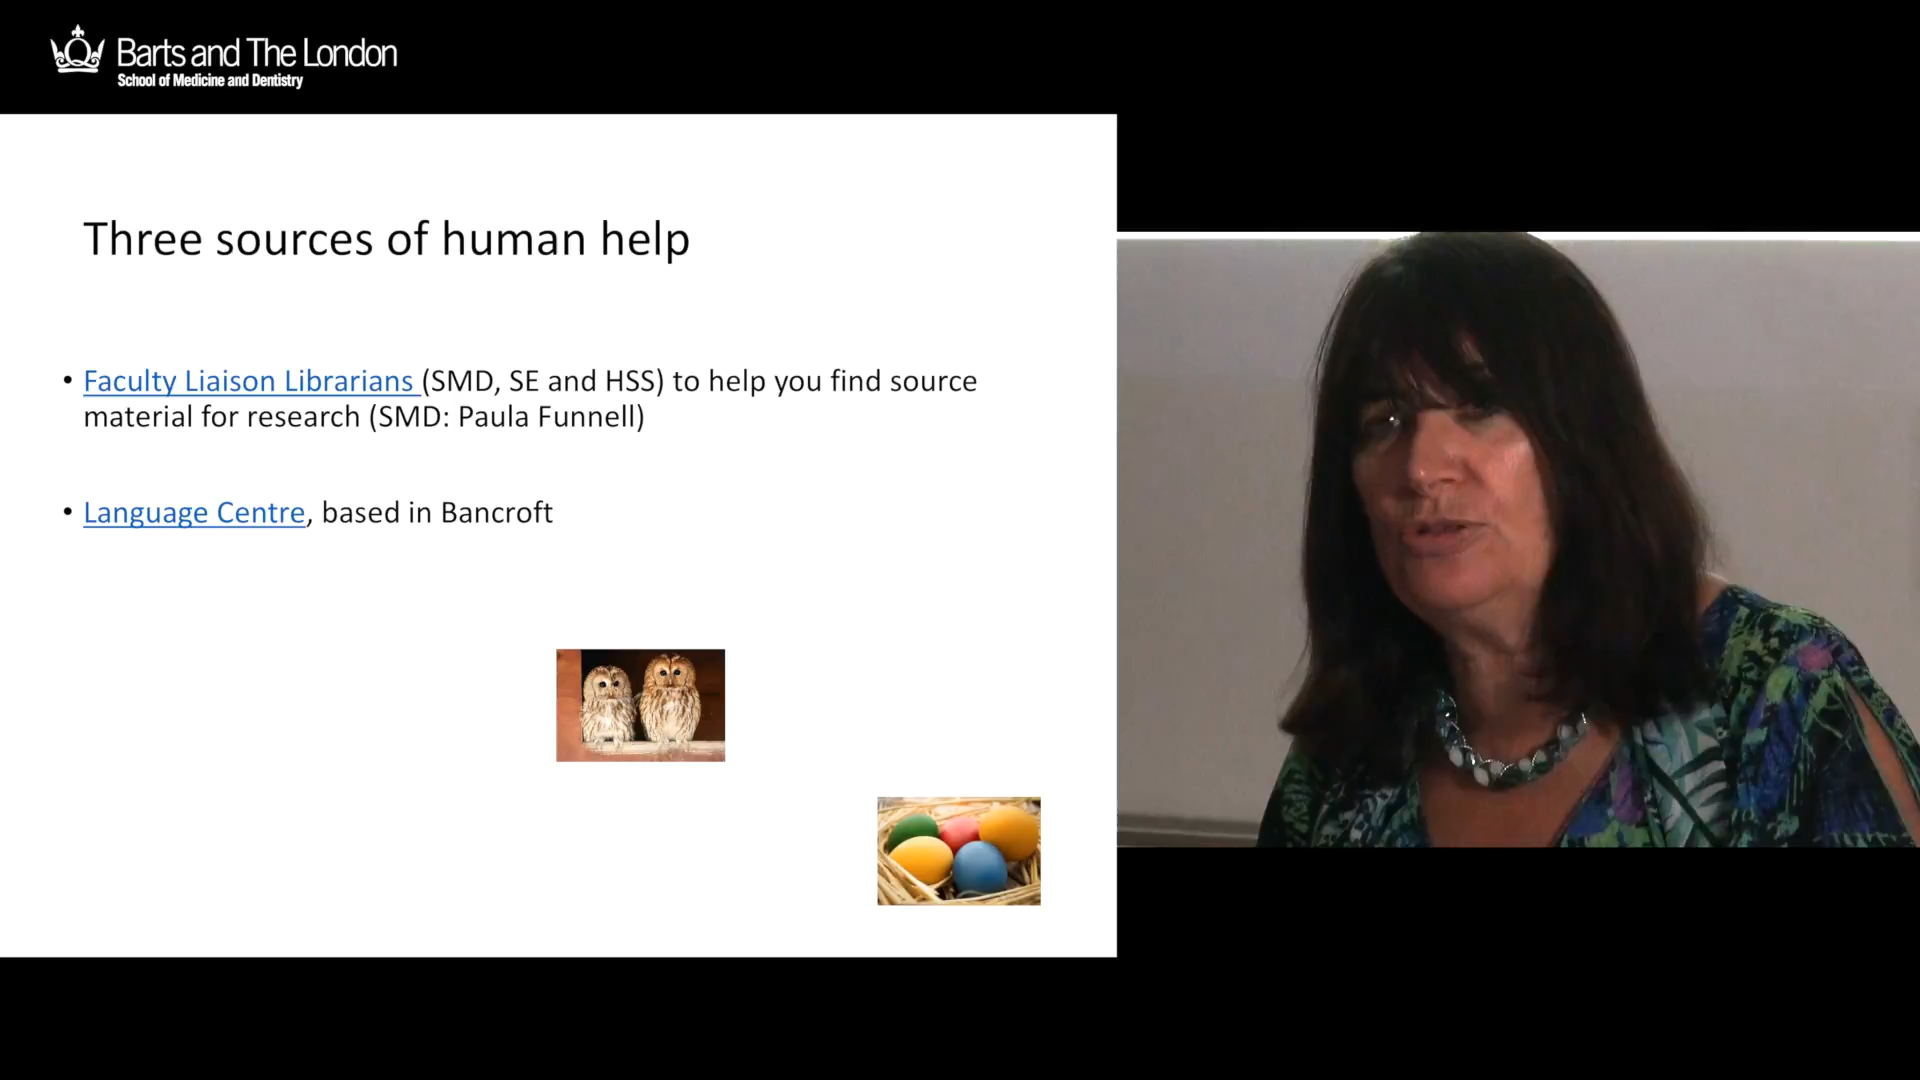 Barts and The London
School of Medicine and Dentistry
Three sources of human help
• Faculty Liaison Librarians (SMD, SE and HSS) to help you find source
material for research (SMD: Paula Funnell)
• Language Centre, based in Bancroft